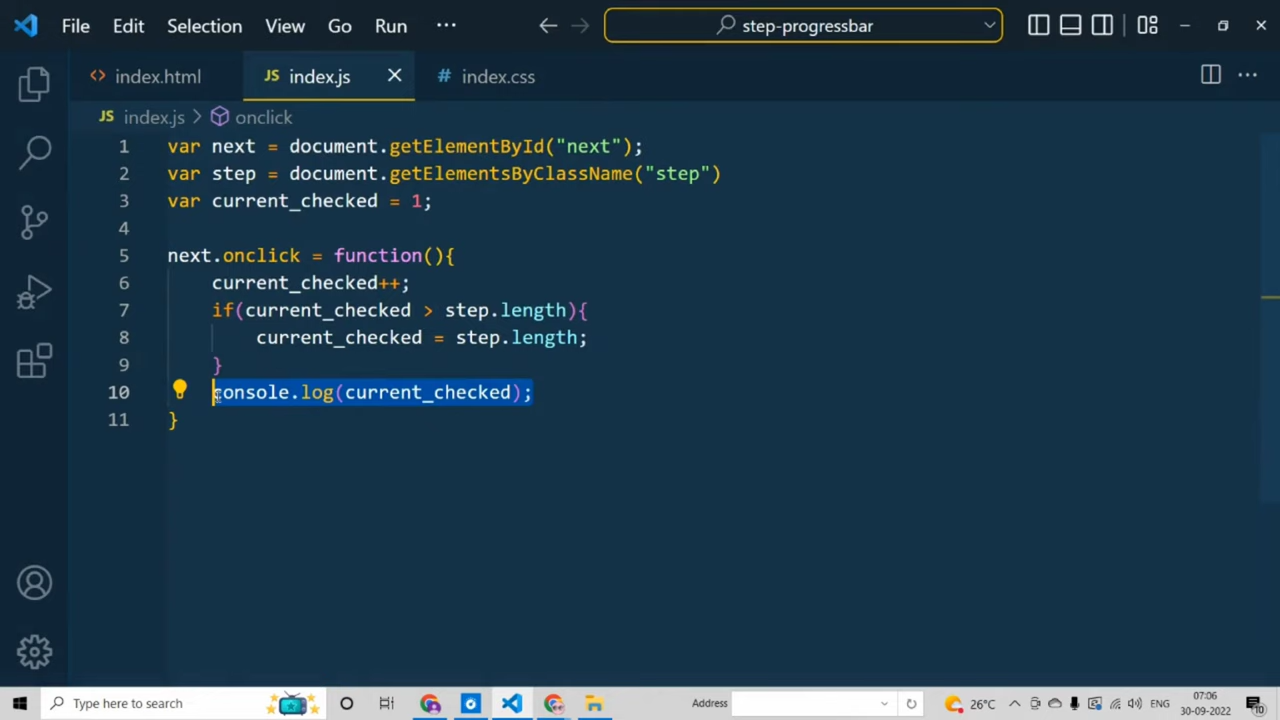 File Edit Selection View Go Run ··· step-progressbar
<> index.html JS index.js # index.css ···
JS index.js > onclick
1 var next = document.getElementById("next");
2 var step = document.getElementsByClassName("step")
3 var current_checked = 1;
4
5 next.onclick = function(){
6 current_checked++;
7 if(current_checked > step.length){
8 current_checked = step.length;
9 }
10 console.log(current_checked);
11 }
Type here to search Address 26°C ENG 07:06 30-09-2022 10